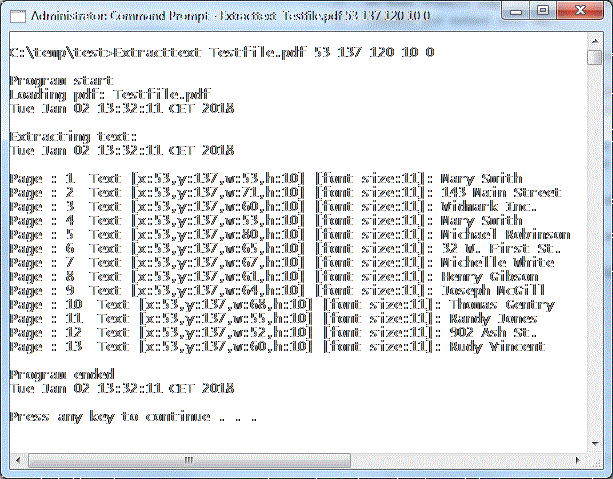 Administrator: Command Prompt - Extracttext Testfile.pdf 53 137 120 10 0
C:\temp\test>Extracttext Testfile.pdf 53 137 120 10 0
Program start
Loading pdf: Testfile.pdf
Tue Jan 02 13:32:11 CET 2018
Extracting text:
Tue Jan 02 13:32:11 CET 2018
Page : 1 Text [x:53,y:137,w:53,h:10] [font size:11]: Mary Smith
Page : 2 Text [x:53,y:137,w:71,h:10] [font size:11]: 143 Main Street
Page : 3 Text [x:53,y:137,w:60,h:10] [font size:11]: Widmark Inc.
Page : 4 Text [x:53,y:137,w:53,h:10] [font size:11]: Mary Smith
Page : 5 Text [x:53,y:137,w:80,h:10] [font size:11]: Michael Robinson
Page : 6 Text [x:53,y:137,w:65,h:10] [font size:11]: 32 W. First St.
Page : 7 Text [x:53,y:137,w:67,h:10] [font size:11]: Michelle White
Page : 8 Text [x:53,y:137,w:61,h:10] [font size:11]: Henry Gibson
Page : 9 Text [x:53,y:137,w:64,h:10] [font size:11]: Joseph McGill
Page : 10 Text [x:53,y:137,w:68,h:10] [font size:11]: Thomas Gentry
Page : 11 Text [x:53,y:137,w:55,h:10] [font size:11]: Randy Jones
Page : 12 Text [x:53,y:137,w:52,h:10] [font size:11]: 902 Ash St.
Page : 13 Text [x:53,y:137,w:60,h:10] [font size:11]: Rudy Vincent
Program ended
Tue Jan 02 13:32:11 CET 2018
Press any key to continue . . .